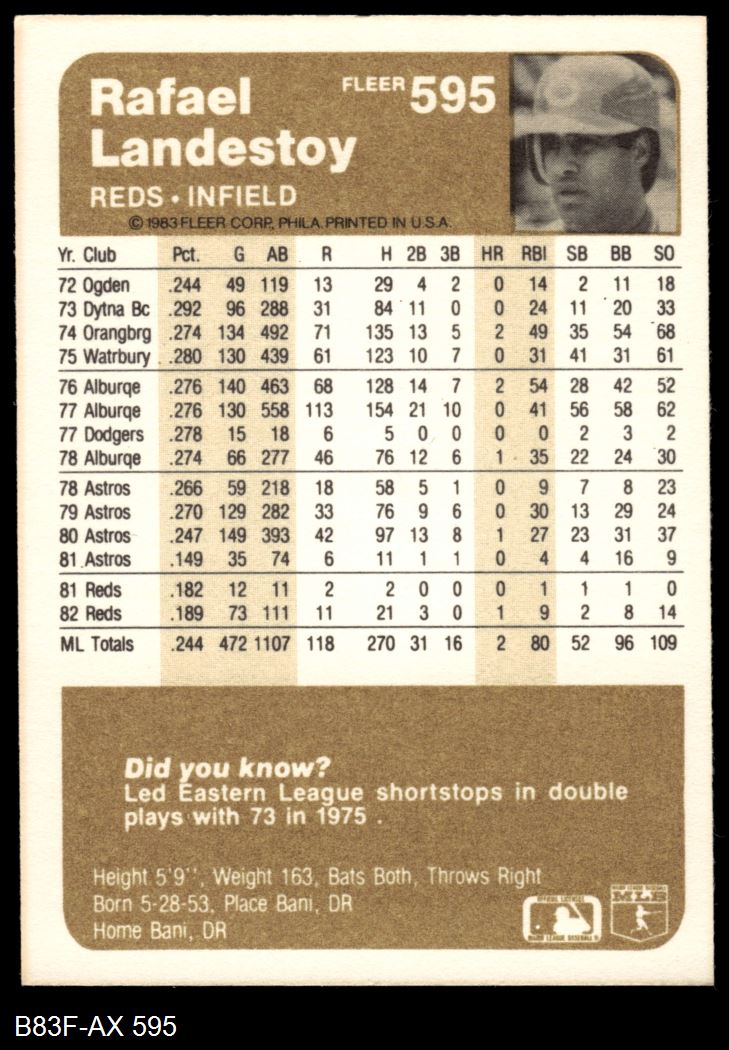 Rafael
Landestoy
FLEER 595
REDS • INFIELD
© 1983 FLEER CORP., PHILA. PRINTED IN U.S.A.
Yr. Club Pct. G AB R H 2B 3B HR RBI SB BB SO
72 Ogden .244 49 119 13 29 4 2 0 14 2 11 18
73 Dytna Bc .292 96 288 31 84 11 0 0 24 11 20 33
74 Orangbrg .274 134 492 71 135 13 5 2 49 35 54 68
75 Watrbury .280 130 439 61 123 10 7 0 31 41 31 61
76 Alburqe .276 140 463 68 128 14 7 2 54 28 42 52
77 Alburqe .276 130 558 113 154 21 10 0 41 56 58 62
77 Dodgers .278 15 18 6 5 0 0 0 0 2 3 2
78 Alburqe .274 66 277 46 76 12 6 1 35 22 24 30
78 Astros .266 59 218 18 58 5 1 0 9 7 8 23
79 Astros .270 129 282 33 76 9 6 0 30 13 29 24
80 Astros .247 149 393 42 97 13 8 1 27 23 31 37
81 Astros .149 35 74 6 11 1 1 0 4 4 16 9
81 Reds .182 12 11 2 2 0 0 0 1 1 1 0
82 Reds .189 73 111 11 21 3 0 1 9 2 8 14
ML Totals .244 472 1107 118 270 31 16 2 80 52 96 109
Did you know?
Led Eastern League shortstops in double
plays with 73 in 1975 .
Height 5'9'', Weight 163, Bats Both, Throws Right
Born 5-28-53, Place Bani, DR
Home Bani, DR
B83F-AX 595